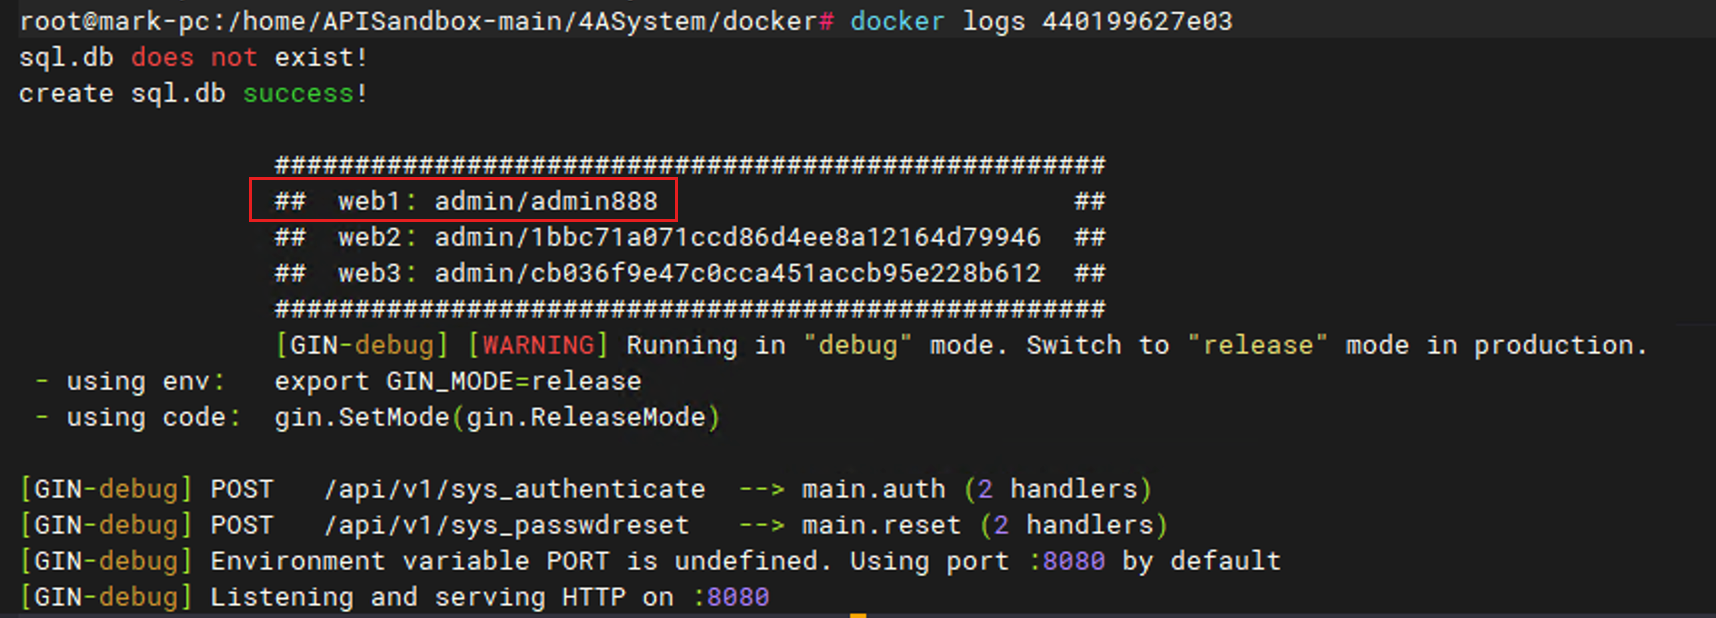 root@mark-pc:/home/APISandbox-main/4ASystem/docker# docker logs 440199627e03
sql.db does not exist!
create sql.db success!
####################################################
## web1: admin/admin888 ##
## web2: admin/1bbc71a071ccd86d4ee8a12164d79946 ##
## web3: admin/cb036f9e47c0cca451accb95e228b612 ##
####################################################
[GIN-debug] [WARNING] Running in "debug" mode. Switch to "release" mode in production.
- using env: export GIN_MODE=release
- using code: gin.SetMode(gin.ReleaseMode)
[GIN-debug] POST /api/v1/sys_authenticate --> main.auth (2 handlers)
[GIN-debug] POST /api/v1/sys_passwdreset --> main.reset (2 handlers)
[GIN-debug] Environment variable PORT is undefined. Using port :8080 by default
[GIN-debug] Listening and serving HTTP on :8080